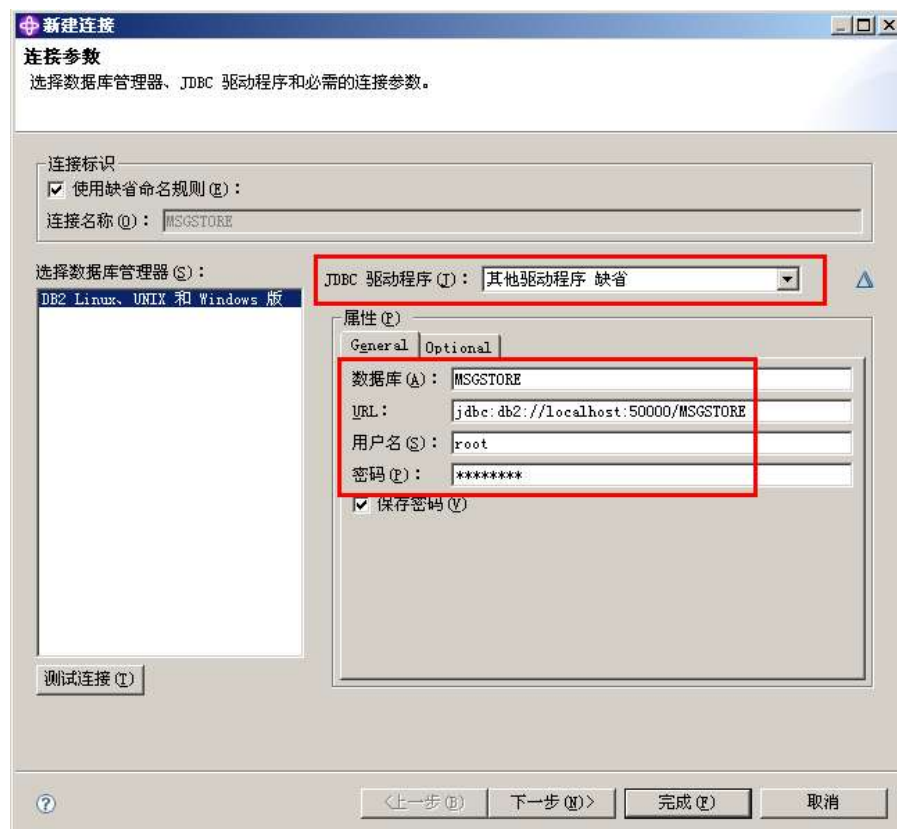 新建连接
连接参数
选择数据库管理器、JDBC 驱动程序和必需的连接参数。
连接标识
使用缺省命名规则(E):
连接名称(O): MSGSTORE
选择数据库管理器(S):
DB2 Linux、UNIX 和 Windows 版
JDBC 驱动程序(J): 其他驱动程序 缺省
属性(P)
General Optional
数据库(A): MSGSTORE
URL: jdbc:db2://localhost:50000/MSGSTORE
用户名(S): root
密码(P): ********
保存密码(V)
测试连接(T)
<上一步(B) 下一步(N)> 完成(F) 取消